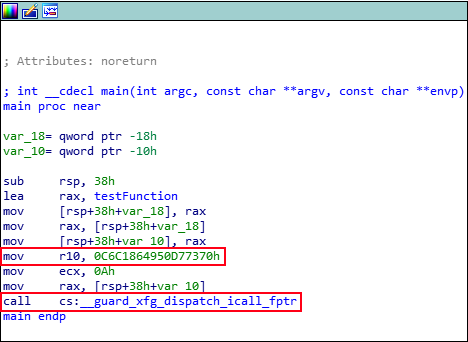 ; Attributes: noreturn
; int __cdecl main(int argc, const char **argv, const char **envp)
main proc near
var_18= qword ptr -18h
var_10= qword ptr -10h
sub rsp, 38h
lea rax, testFunction
mov [rsp+38h+var_18], rax
mov rax, [rsp+38h+var_18]
mov [rsp+38h+var_10], rax
mov r10, 0C6C1864950D77370h
mov ecx, 0Ah
mov rax, [rsp+38h+var_10]
call cs:__guard_xfg_dispatch_icall_fptr
main endp